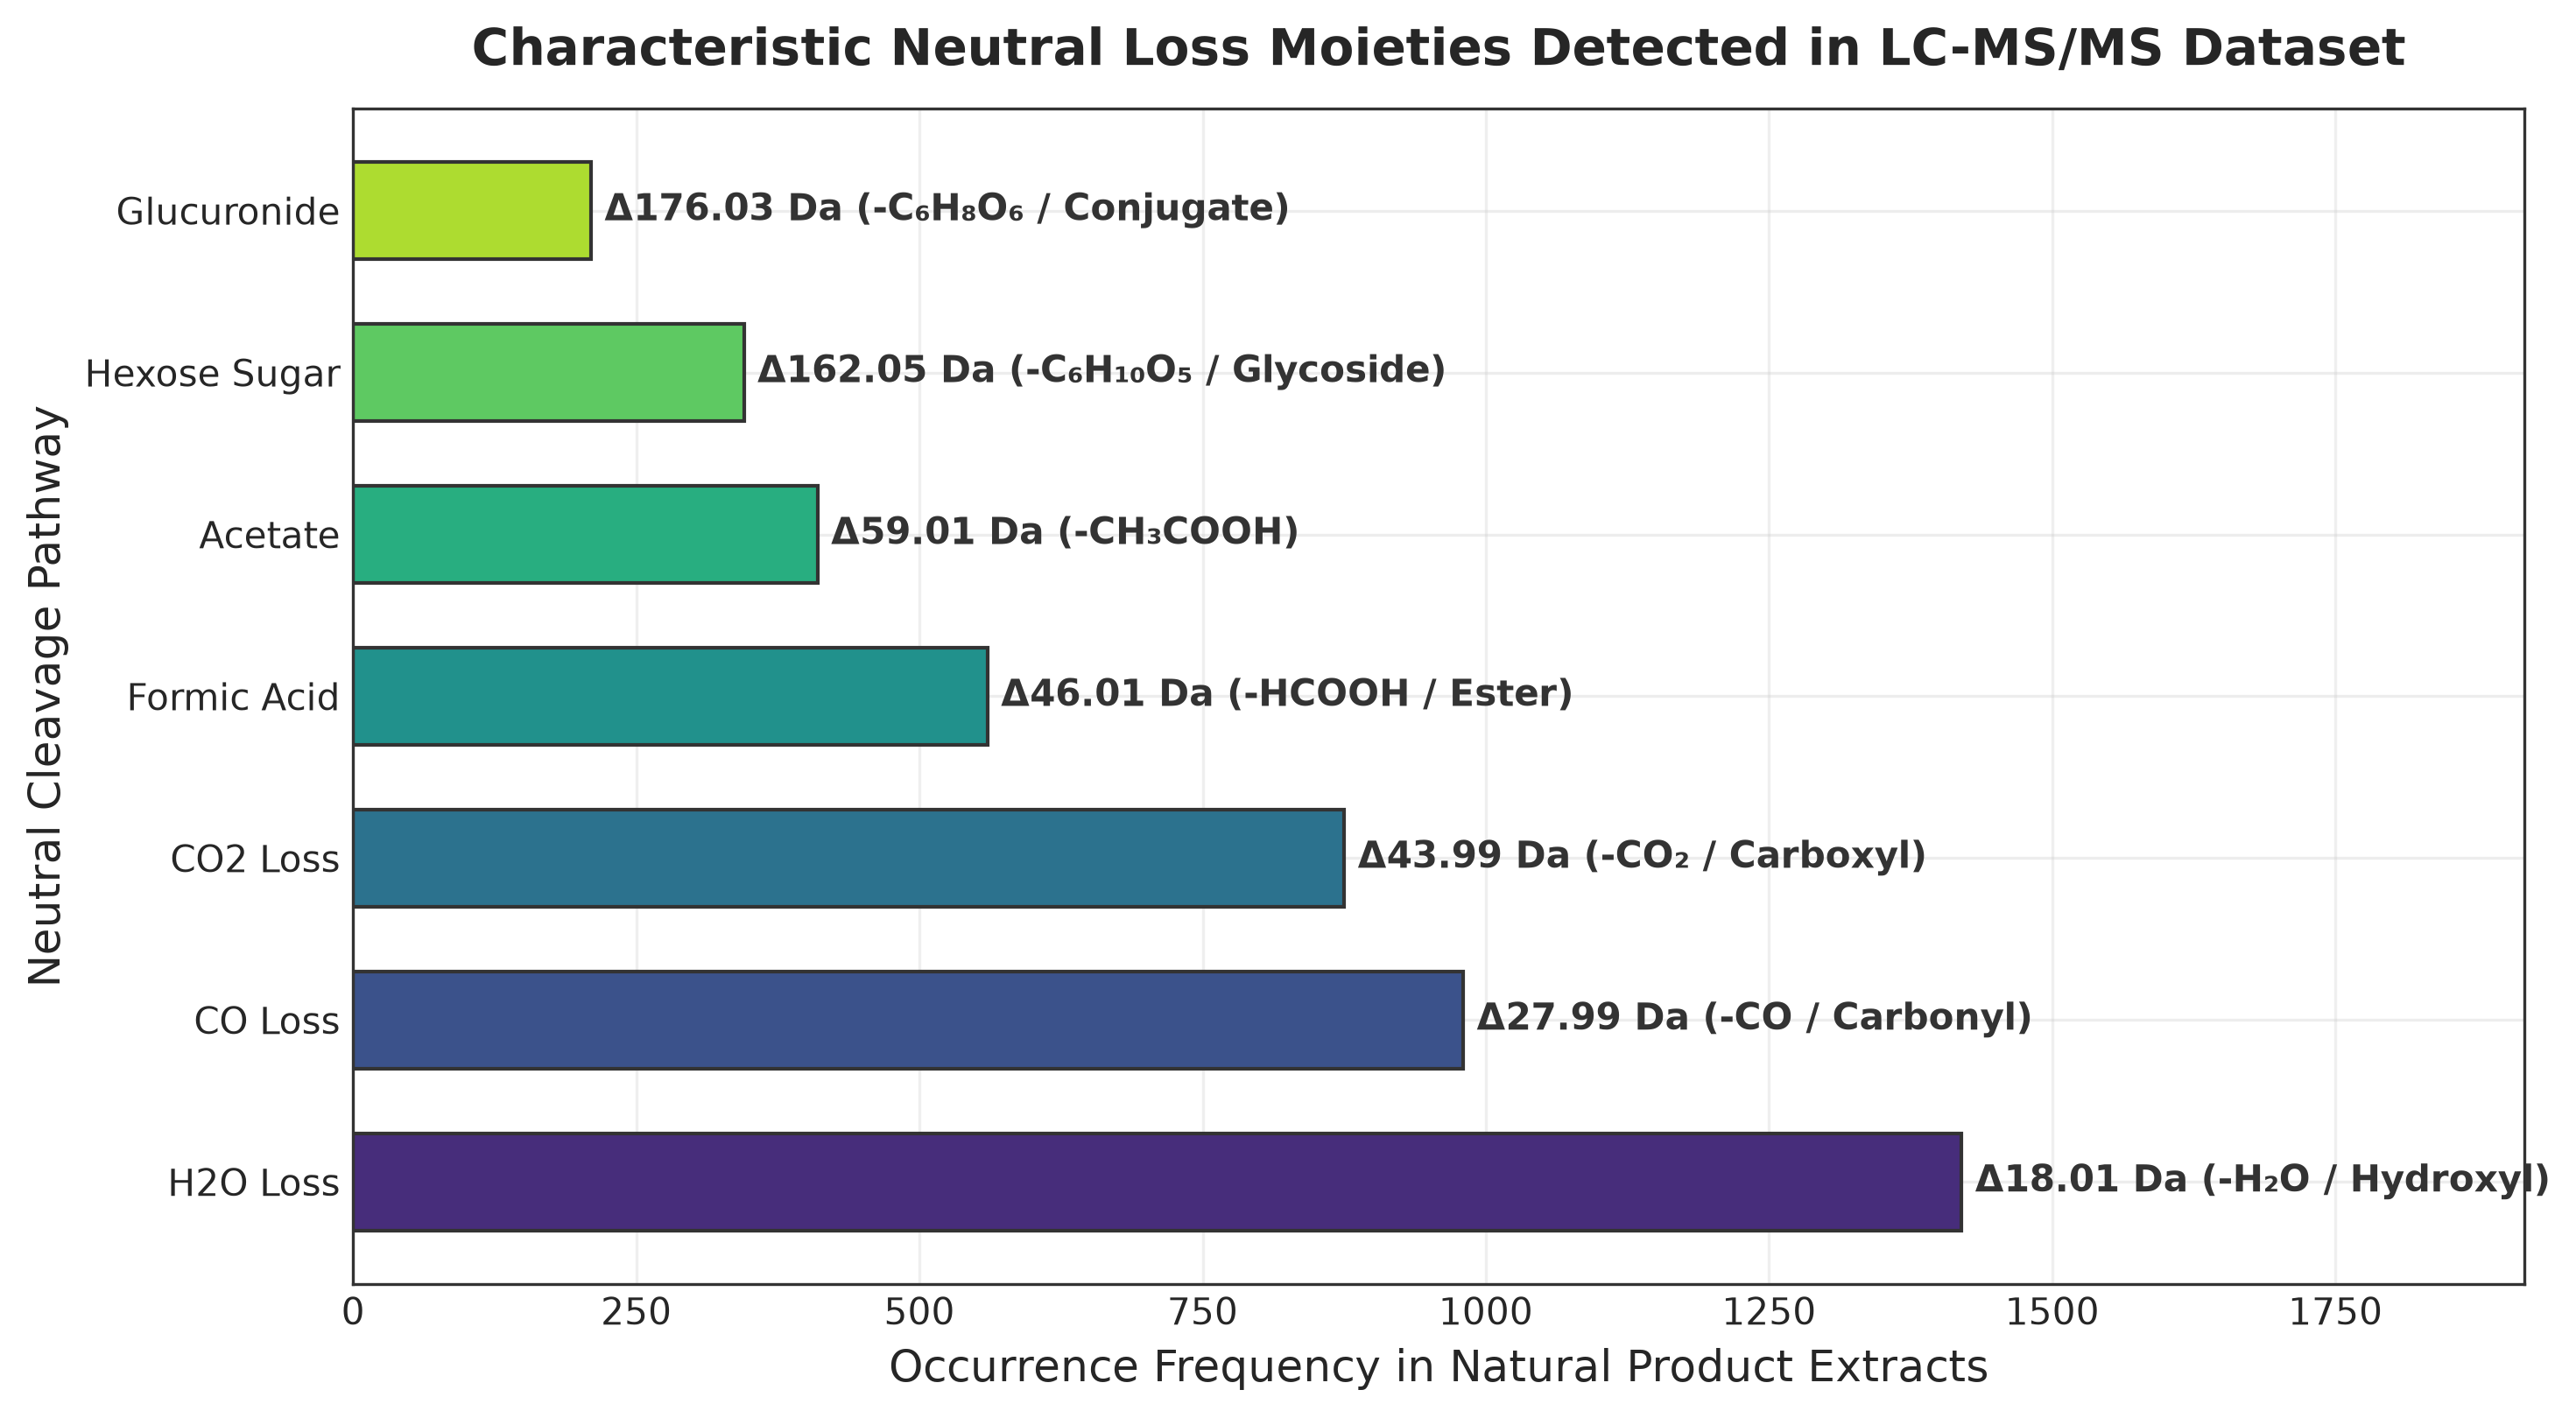 Characteristic Neutral Loss Moieties Detected in LC-MS/MS Dataset
Neutral Cleavage Pathway
Glucuronide
Δ176.03 Da (-C₆H₈O₆ / Conjugate)
Hexose Sugar
Δ162.05 Da (-C₆H₁₀O₅ / Glycoside)
Acetate
Δ59.01 Da (-CH₃COOH)
Formic Acid
Δ46.01 Da (-HCOOH / Ester)
CO2 Loss
Δ43.99 Da (-CO₂ / Carboxyl)
CO Loss
Δ27.99 Da (-CO / Carbonyl)
H2O Loss
Δ18.01 Da (-H₂O / Hydroxyl)
0 250 500 750 1000 1250 1500 1750
Occurrence Frequency in Natural Product Extracts